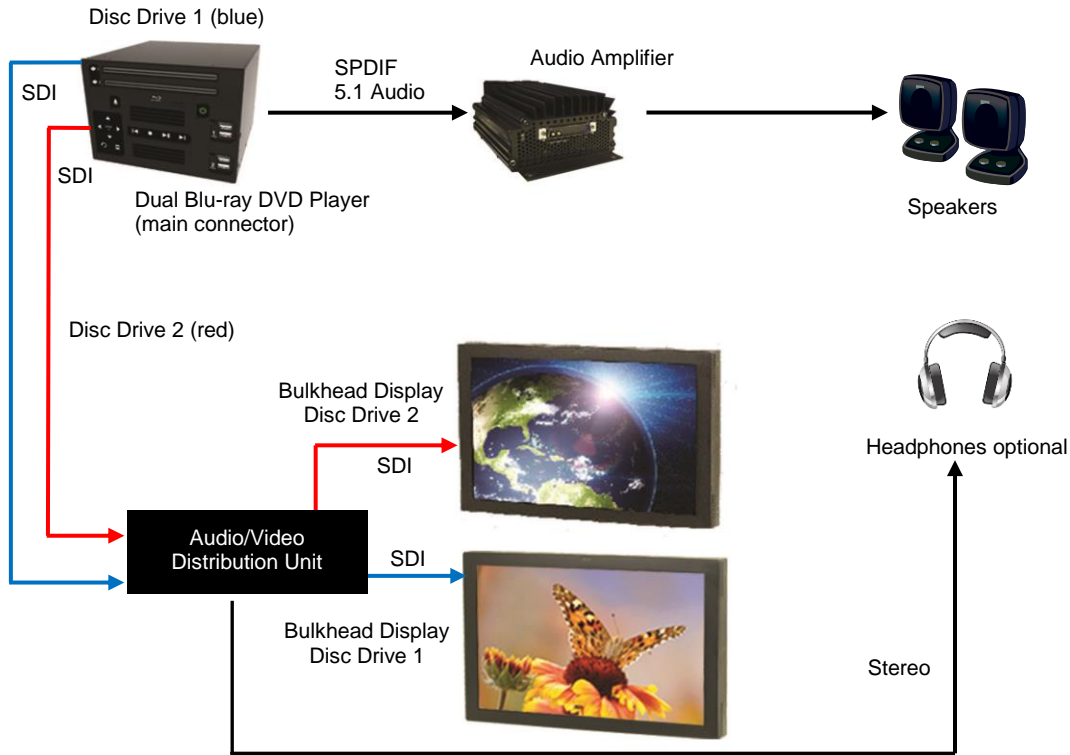 Disc Drive 1 (blue)
SDI
SPDIF
5.1 Audio
Audio Amplifier
SDI
Dual Blu-ray DVD Player
(main connector)
Speakers
Disc Drive 2 (red)
Bulkhead Display
Disc Drive 2
SDI
Headphones optional
Audio/Video
Distribution Unit
SDI
Bulkhead Display
Disc Drive 1
Stereo